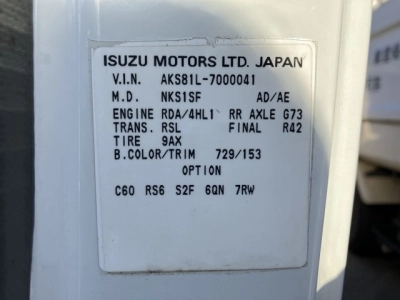 ISUZU MOTORS LTD. JAPAN
V.I.N. AKS81L-7000041
M.D. NKS1SF AD/AE
ENGINE RDA/4HL1 RR AXLE G73
TRANS. RSL FINAL R42
TIRE 9AX
B.COLOR/TRIM 729/153
OPTION
C60 RS6 S2F 6QN 7RW